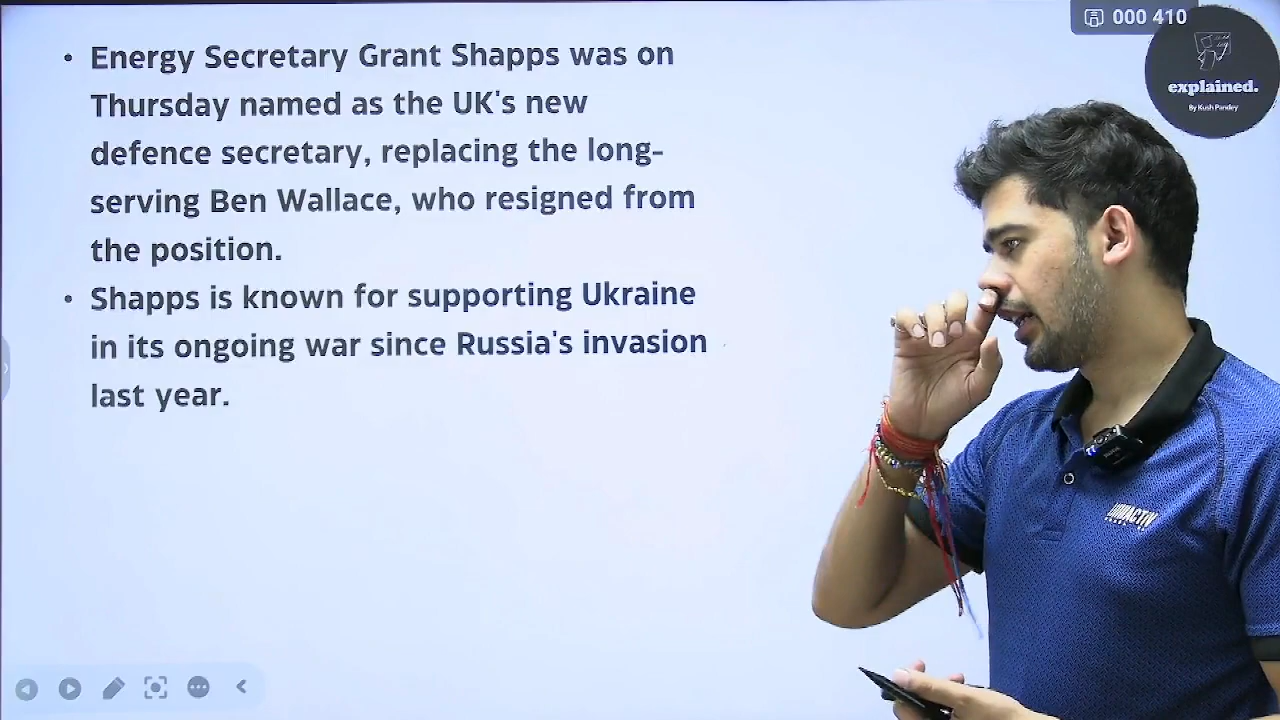 000 410
explained.
By Kush Pandey
• Energy Secretary Grant Shapps was on
Thursday named as the UK's new
defence secretary, replacing the long-
serving Ben Wallace, who resigned from
the position.
• Shapps is known for supporting Ukraine
in its ongoing war since Russia's invasion
last year.